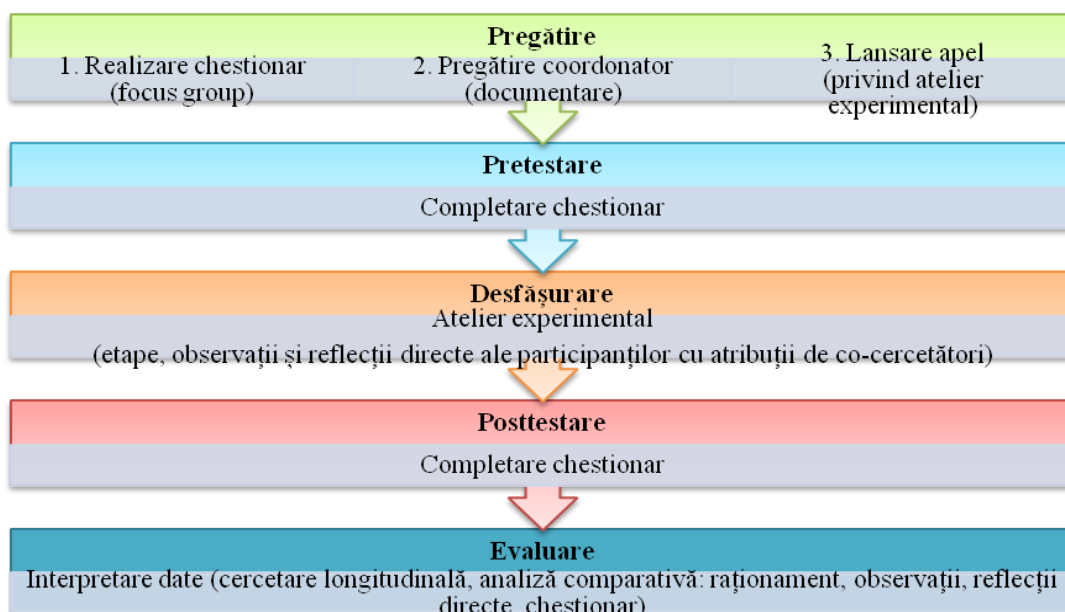 Pregătire
1. Realizare chestionar
(focus group)
2. Pregătire coordonator
(documentare)
3. Lansare apel
(privind atelier
experimental)
Pretestare
Completare chestionar
Desfășurare
Atelier experimental
(etape, observații și reflecții directe ale participanților cu atribuții de co-cercetători)
Posttestare
Completare chestionar
Evaluare
Interpretare date (cercetare longitudinală, analiză comparativă: raționament, observații, reflecții
directe, chestionar)